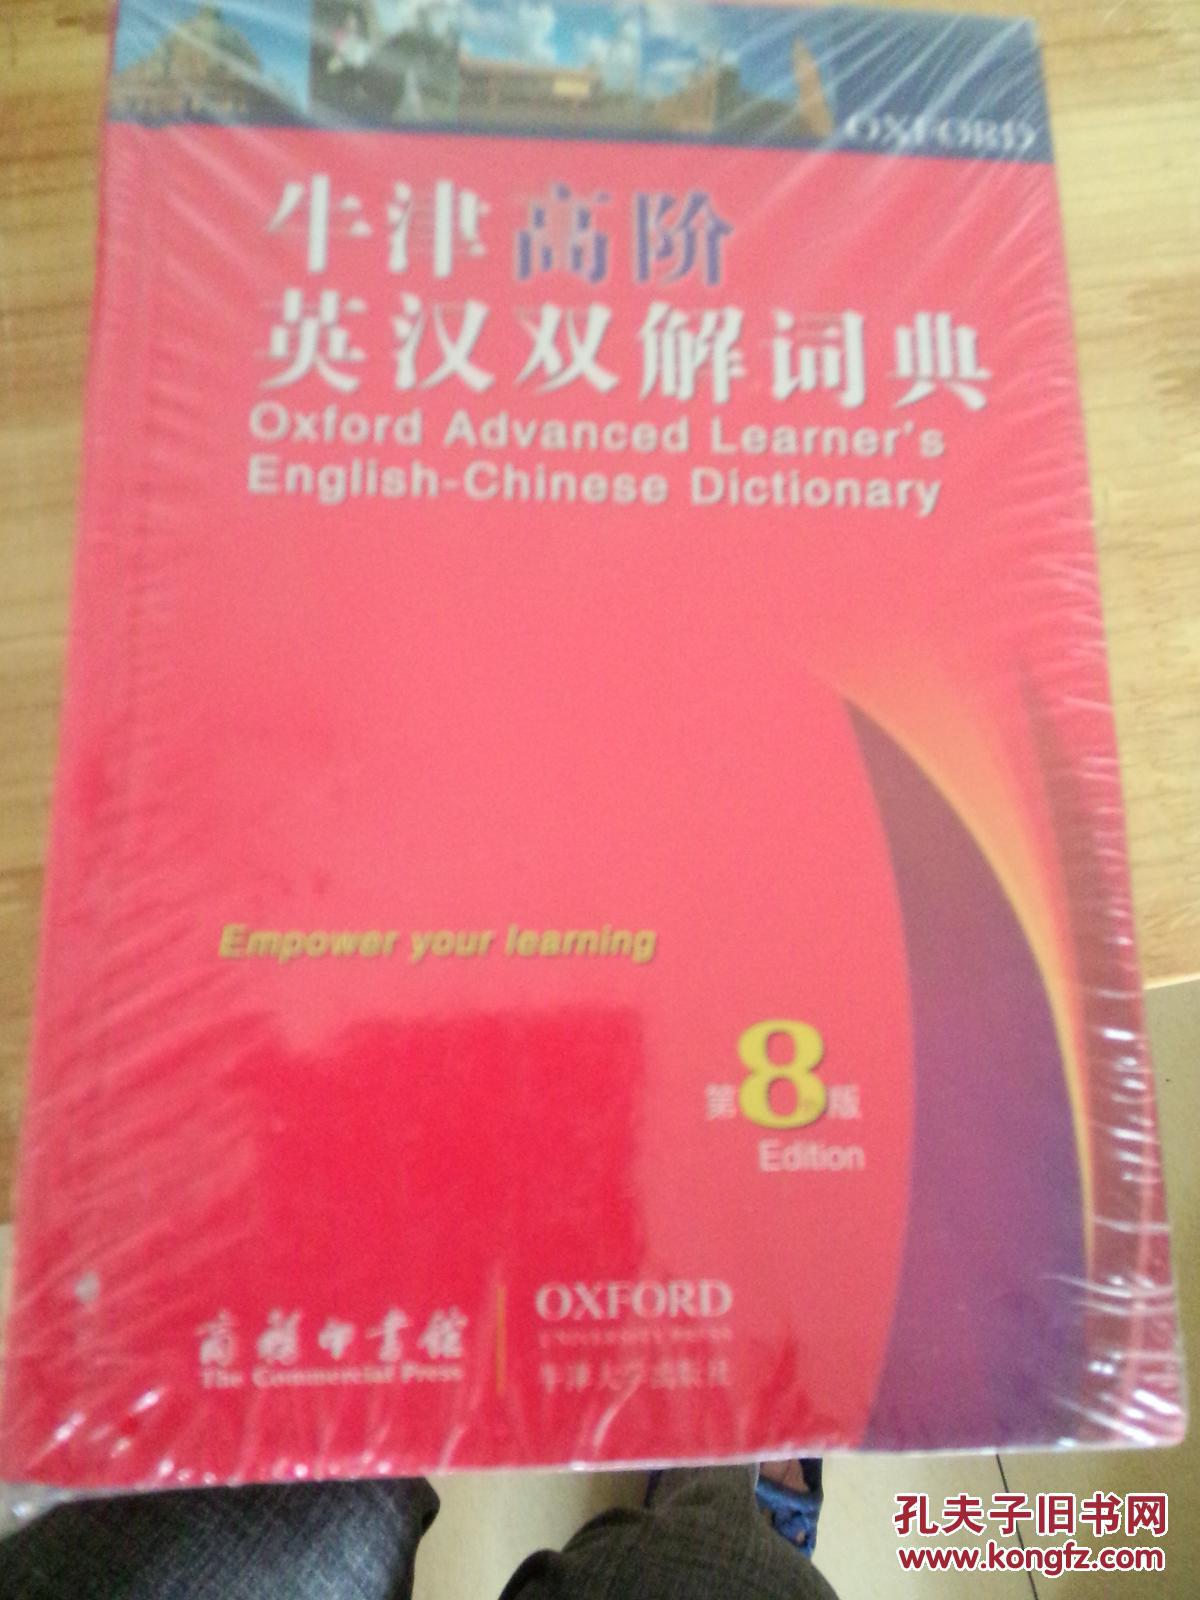 OXFORD
牛津高阶
英汉双解词典
Oxford Advanced Learner's
English-Chinese Dictionary
Empower your learning
第8版
Edition
商务印书馆
The Commercial Press
OXFORD
UNIVERSITY PRESS
牛津大学出版社
孔夫子旧书网
www.kongfz.com